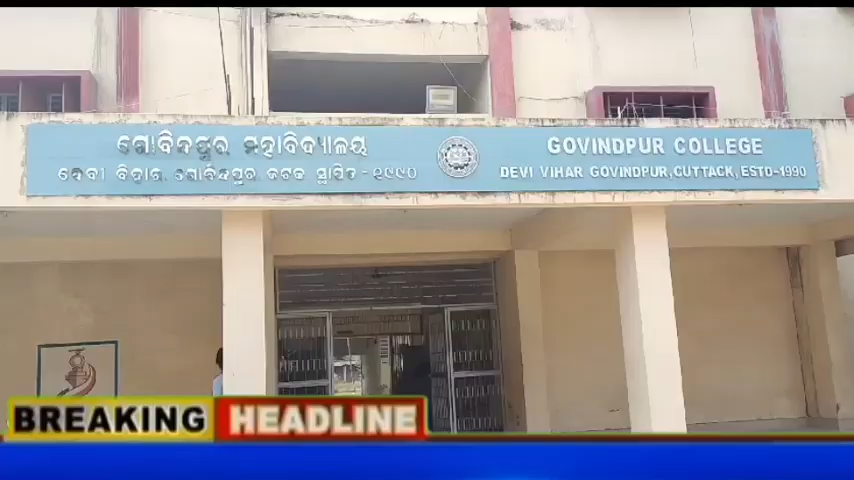 ଗୋବିନ୍ଦପୁର ମହାବିଦ୍ୟାଳୟ
ଦେବୀ ବିହାର ଗୋବିନ୍ଦପୁର କଟକ ସ୍ଥାପିତ - ୧୯୯୦
GOVINDPUR COLLEGE
DEVI VIHAR GOVINDPUR,CUTTACK, ESTD-1990
BREAKING HEADLINE